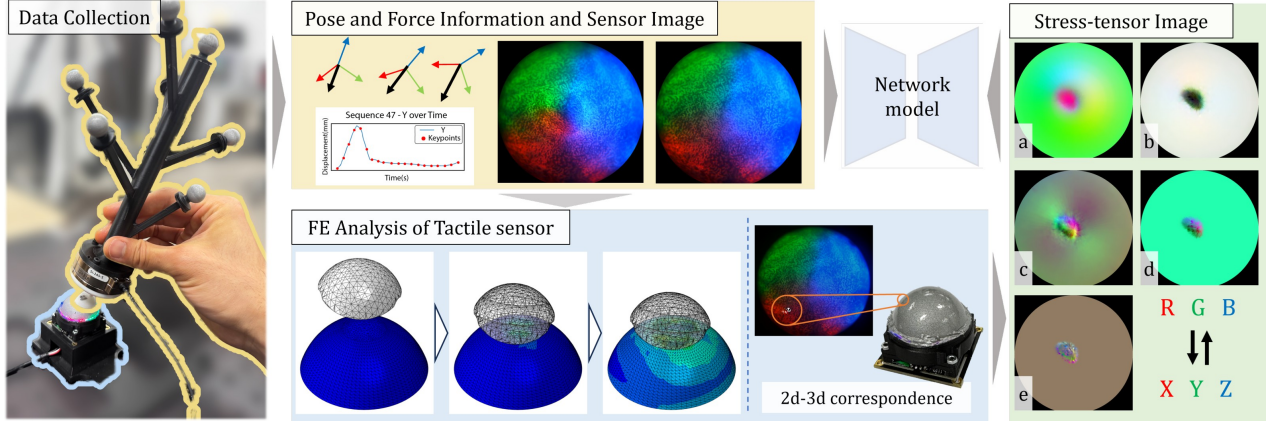 Data Collection
Pose and Force Information and Sensor Image
Sequence 47 - Y over Time
Y
Keypoints
Displacement(mm)
Time(s)
Network
model
Stress-tensor Image
a
b
c
d
e
R G B
X Y Z
FE Analysis of Tactile sensor
2d-3d correspondence